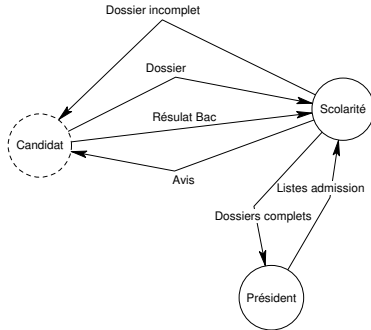 Dossier incomplet
Dossier
Scolarité
Résulat Bac
Candidat
Avis
Listes admission
Dossiers complets
Président